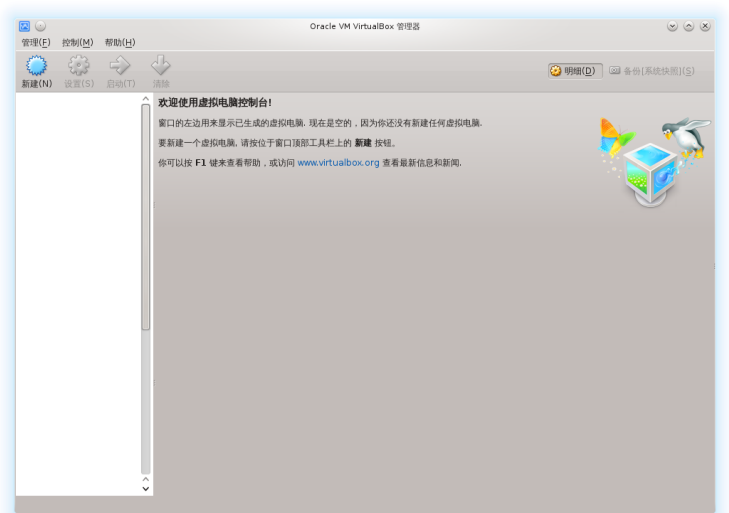 Oracle VM VirtualBox 管理器
管理(F) 控制(M) 帮助(H)
新建(N) 设置(S) 启动(T) 清除
明细(D) 备份[系统快照](S)
欢迎使用虚拟电脑控制台!
窗口的左边用来显示已生成的虚拟电脑. 现在是空的，因为你还没有新建任何虚拟电脑.
要新建一个虚拟电脑, 请按位于窗口顶部工具栏上的 新建 按钮。
你可以按 F1 键来查看帮助，或访问 www.virtualbox.org 查看最新信息和新闻.